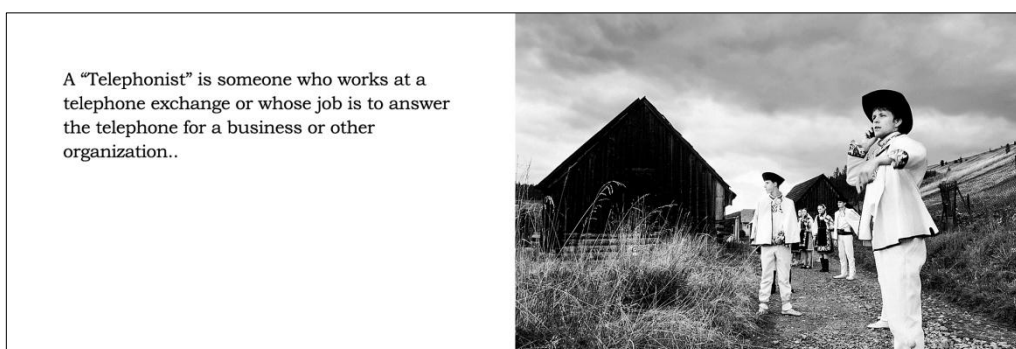 A “Telephonist” is someone who works at a
telephone exchange or whose job is to answer
the telephone for a business or other
organization..